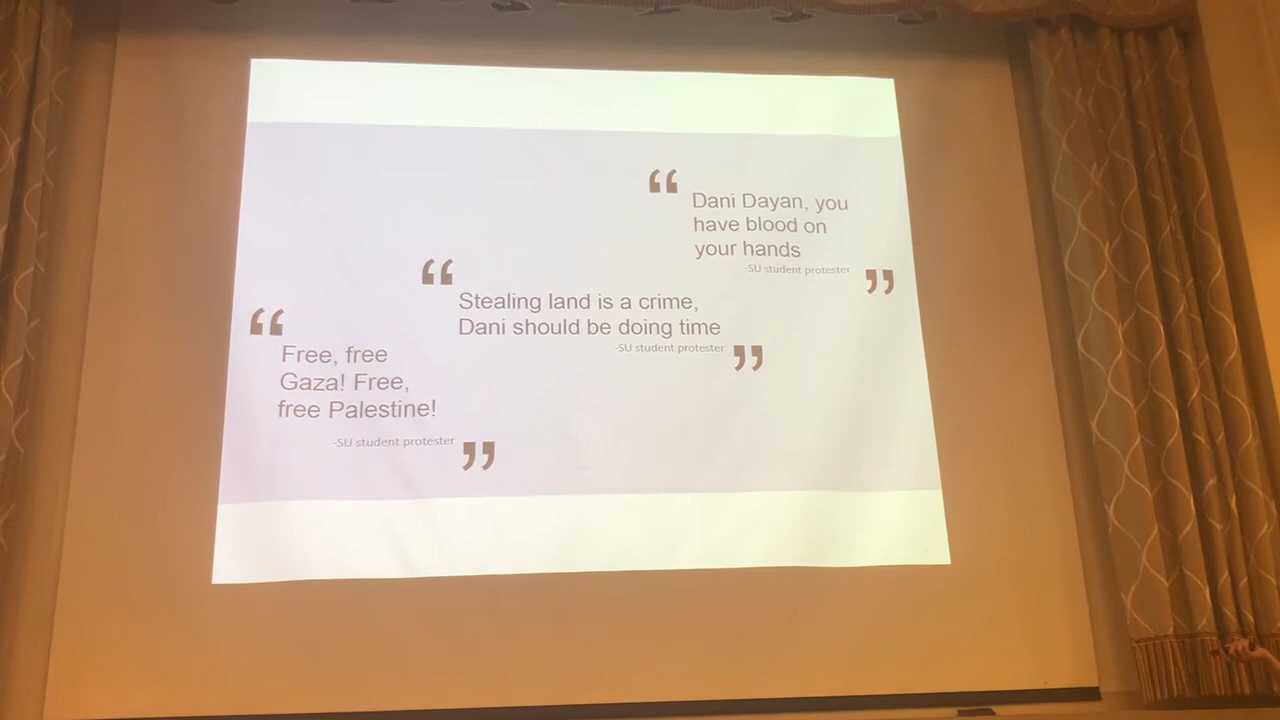 “
Dani Dayan, you
have blood on
your hands
-SU student protester
”
“
Stealing land is a crime,
Dani should be doing time
-SU student protester
”
“
Free, free
Gaza! Free,
free Palestine!
-SU student protester
”